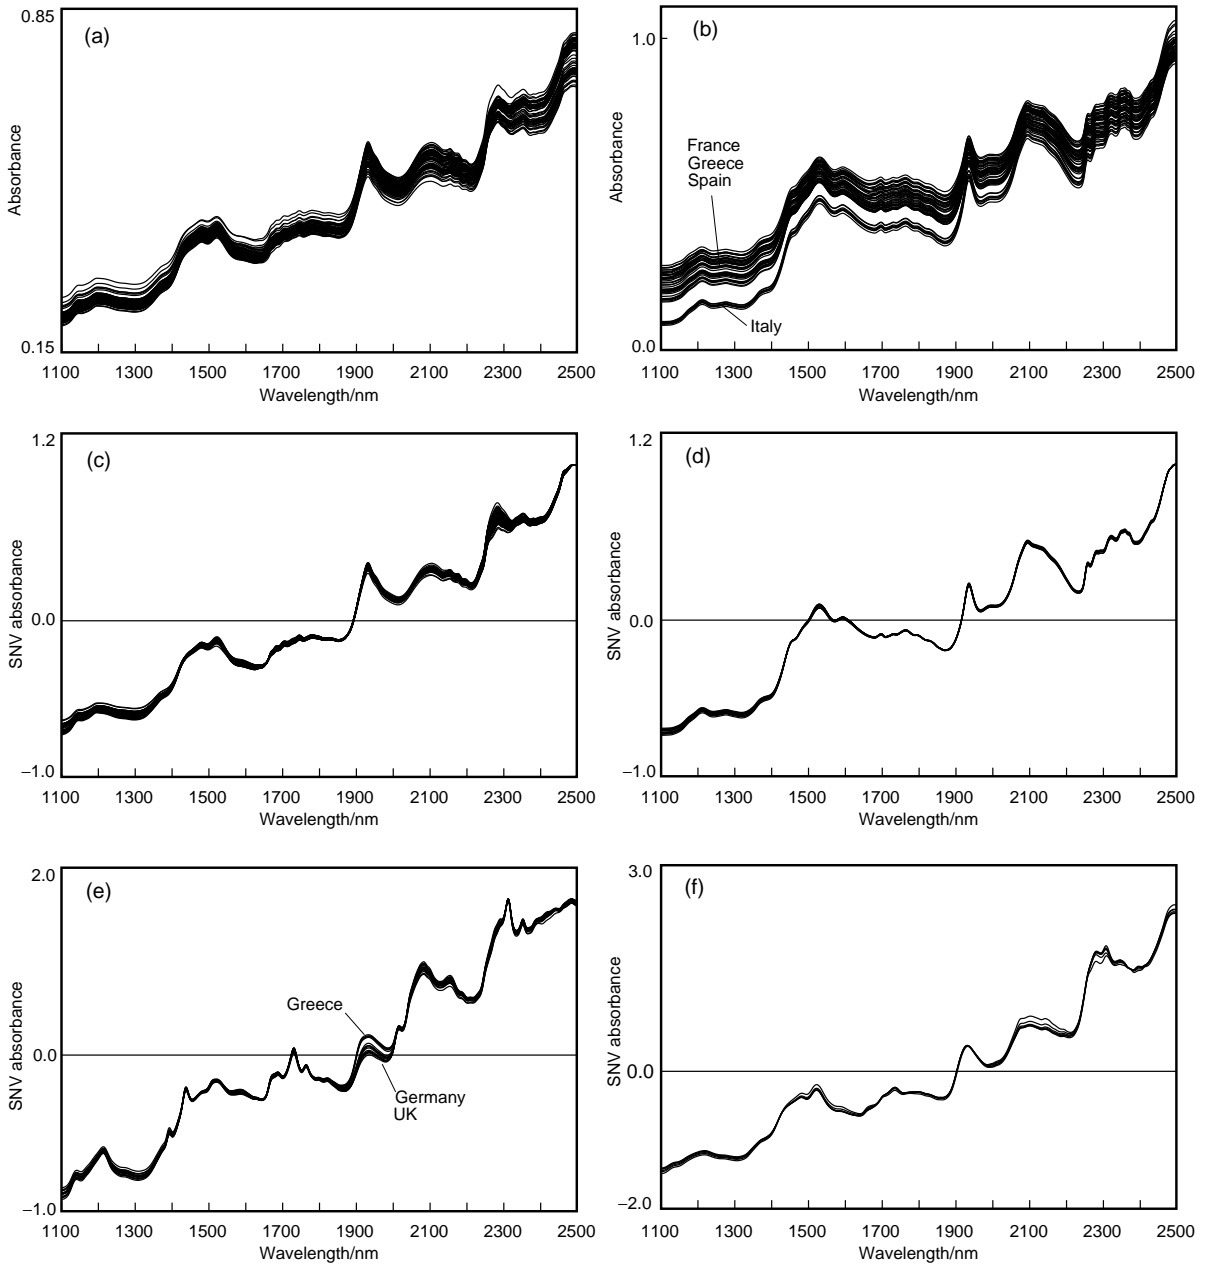 0.85
(a)
Absorbance
0.15
1100 1300 1500 1700 1900 2100 2300 2500
Wavelength/nm
1.0
(b)
Absorbance
France
Greece
Spain
Italy
0.0
1100 1300 1500 1700 1900 2100 2300 2500
Wavelength/nm
1.2
(c)
SNV absorbance
0.0
−1.0
1100 1300 1500 1700 1900 2100 2300 2500
Wavelength/nm
1.2
(d)
SNV absorbance
0.0
−1.0
1100 1300 1500 1700 1900 2100 2300 2500
Wavelength/nm
2.0
(e)
SNV absorbance
Greece
0.0
Germany
UK
−1.0
1100 1300 1500 1700 1900 2100 2300 2500
Wavelength/nm
3.0
(f)
SNV absorbance
0.0
−2.0
1100 1300 1500 1700 1900 2100 2300 2500
Wavelength/nm